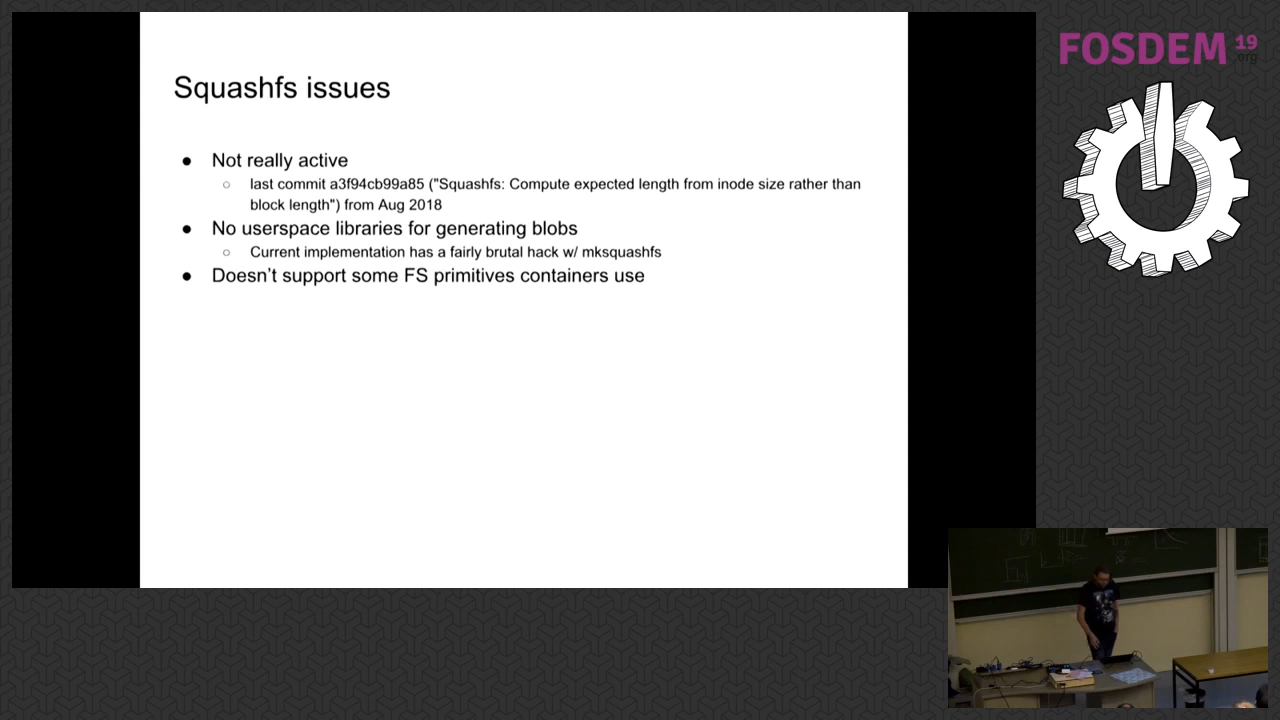 Squashfs issues
● Not really active
○ last commit a3f94cb99a85 ("Squashfs: Compute expected length from inode size rather than
block length") from Aug 2018
● No userspace libraries for generating blobs
○ Current implementation has a fairly brutal hack w/ mksquashfs
● Doesn't support some FS primitives containers use
FOSDEM 19
.org